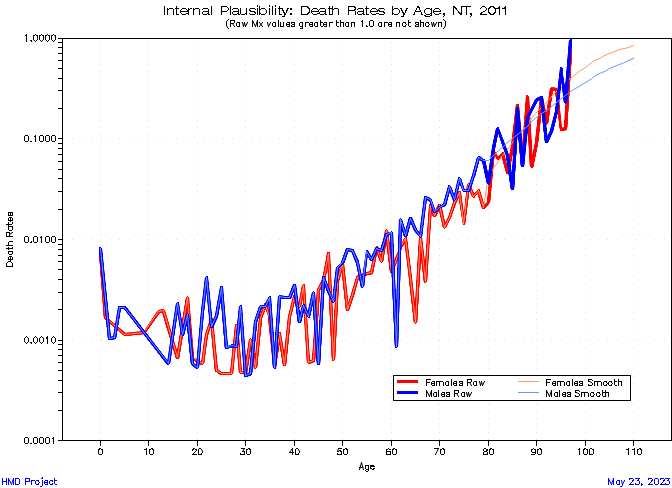 Internal Plausibility: Death Rates by Age, NT, 2011
(Raw Mx values greater than 1.0 are not shown)
1.0000
0.1000
0.0100
0.0010
0.0001
Death Rates
Females Raw
Females Smooth
Males Raw
Males Smooth
0 10 20 30 40 50 60 70 80 90 100 110
Age
HMD Project
May 23, 2023